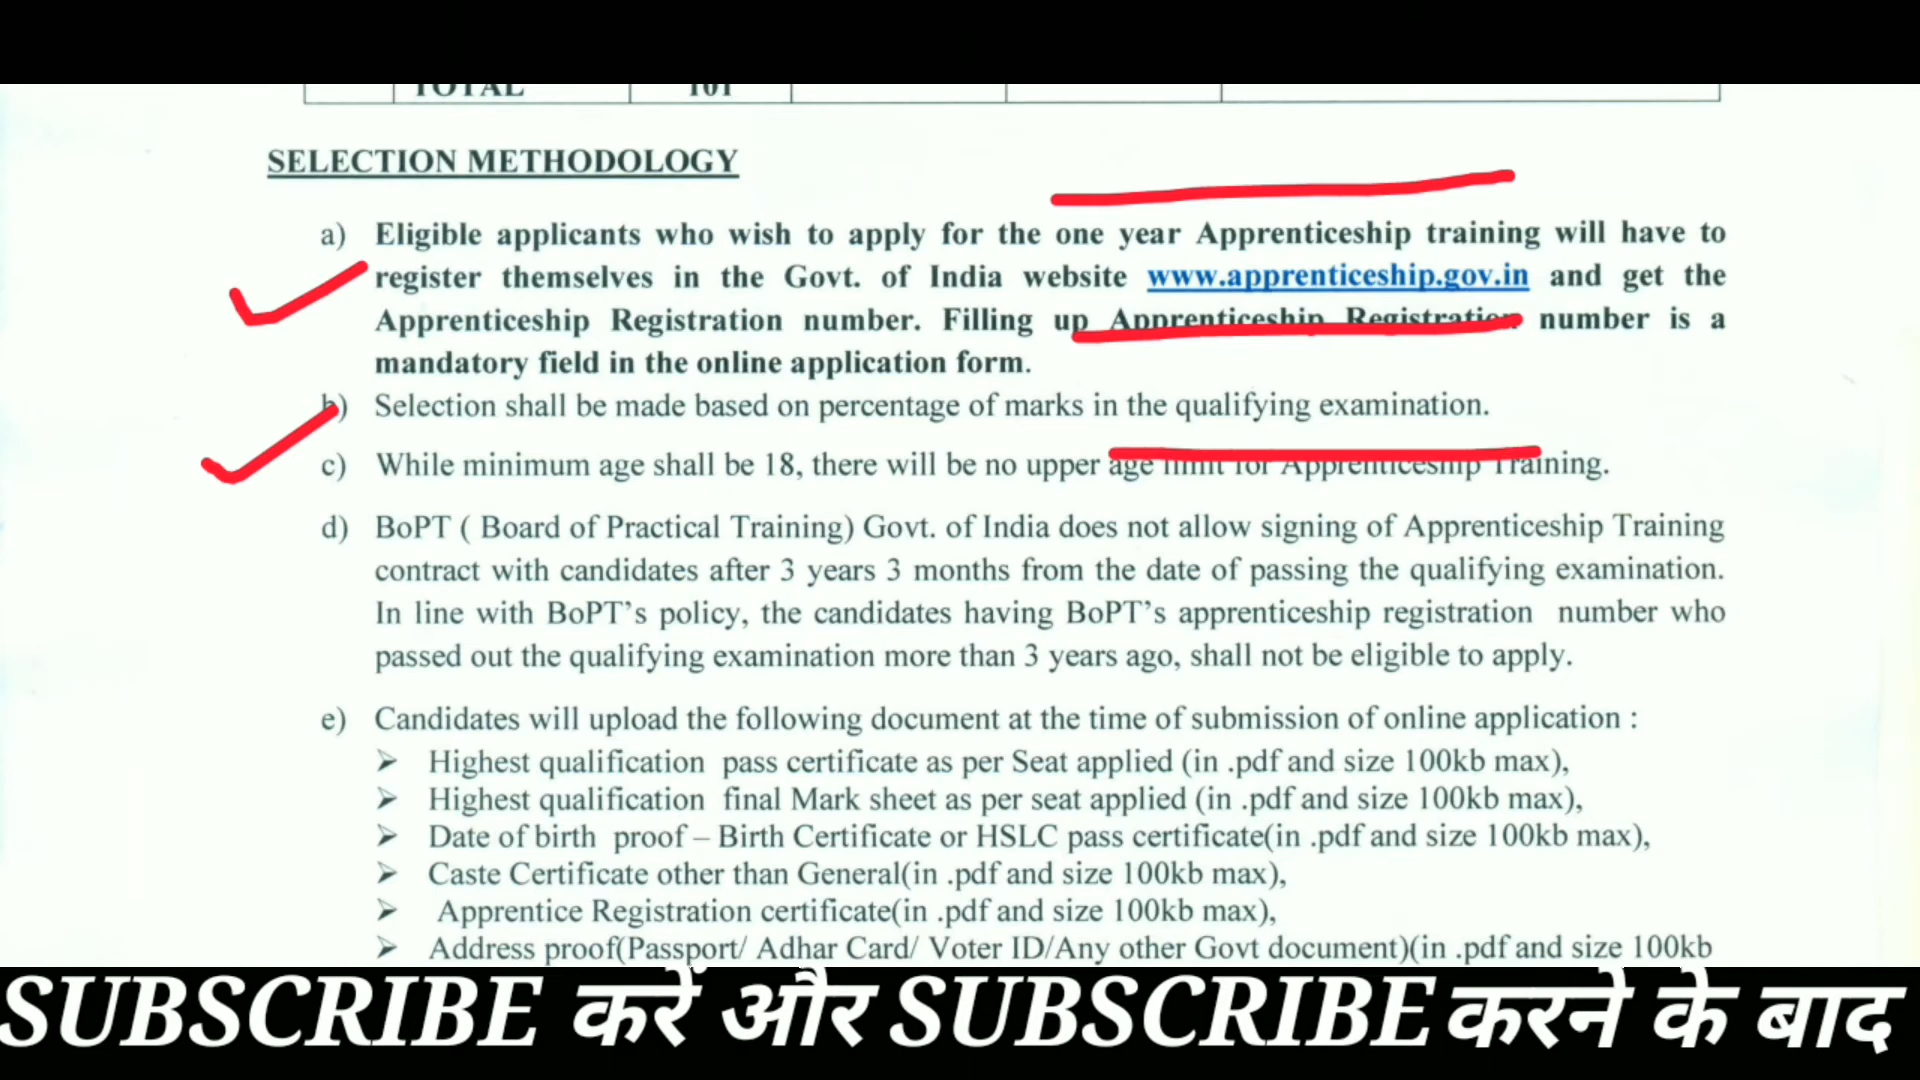 TOTAL 101
SELECTION METHODOLOGY
a) Eligible applicants who wish to apply for the one year Apprenticeship training will have to
register themselves in the Govt. of India website www.apprenticeship.gov.in and get the
Apprenticeship Registration number. Filling up Apprenticeship Registration number is a
mandatory field in the online application form.
b) Selection shall be made based on percentage of marks in the qualifying examination.
c) While minimum age shall be 18, there will be no upper age limit for Apprenticeship Training.
d) BoPT ( Board of Practical Training) Govt. of India does not allow signing of Apprenticeship Training
contract with candidates after 3 years 3 months from the date of passing the qualifying examination.
In line with BoPT’s policy, the candidates having BoPT’s apprenticeship registration number who
passed out the qualifying examination more than 3 years ago, shall not be eligible to apply.
e) Candidates will upload the following document at the time of submission of online application :
➢ Highest qualification pass certificate as per Seat applied (in .pdf and size 100kb max),
➢ Highest qualification final Mark sheet as per seat applied (in .pdf and size 100kb max),
➢ Date of birth proof – Birth Certificate or HSLC pass certificate(in .pdf and size 100kb max),
➢ Caste Certificate other than General(in .pdf and size 100kb max),
➢ Apprentice Registration certificate(in .pdf and size 100kb max),
➢ Address proof(Passport/ Adhar Card/ Voter ID/Any other Govt document)(in .pdf and size 100kb
SUBSCRIBE करें और SUBSCRIBE करने के बाद